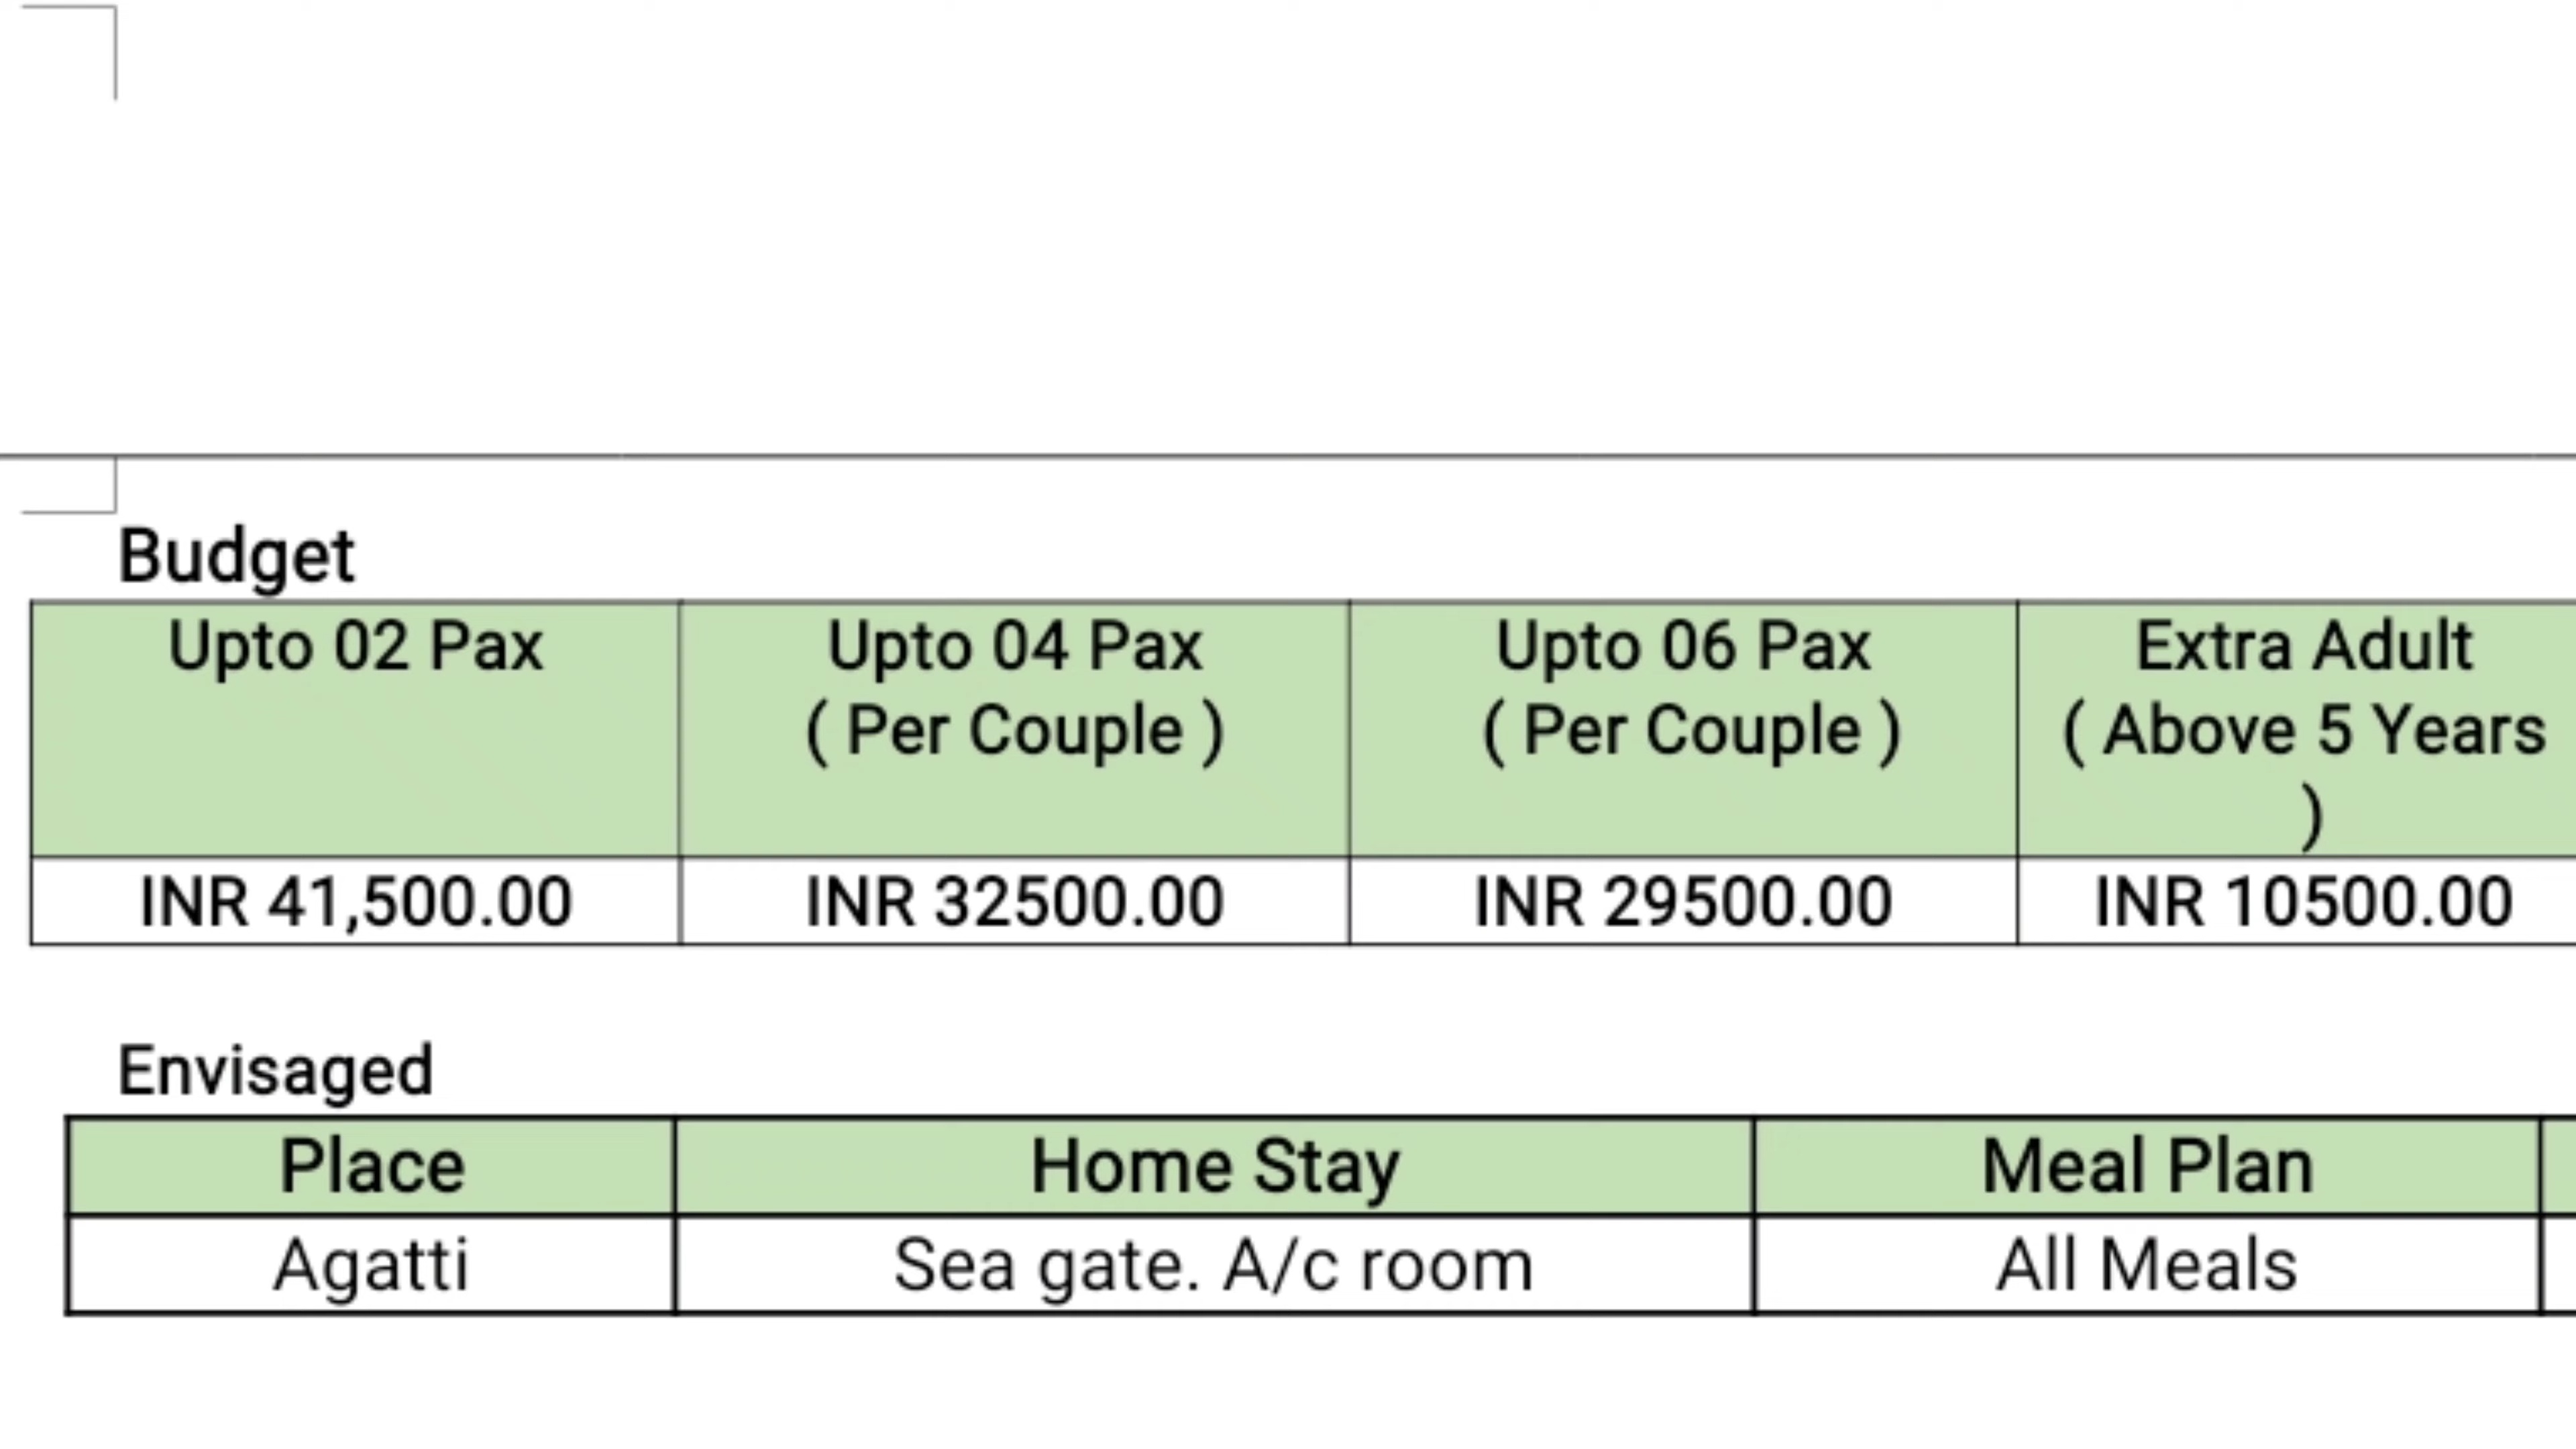 Budget
Upto 02 Pax
Upto 04 Pax
( Per Couple )
Upto 06 Pax
( Per Couple )
Extra Adult
( Above 5 Years
)
INR 41,500.00
INR 32500.00
INR 29500.00
INR 10500.00
Envisaged
Place
Home Stay
Meal Plan
Agatti
Sea gate. A/c room
All Meals